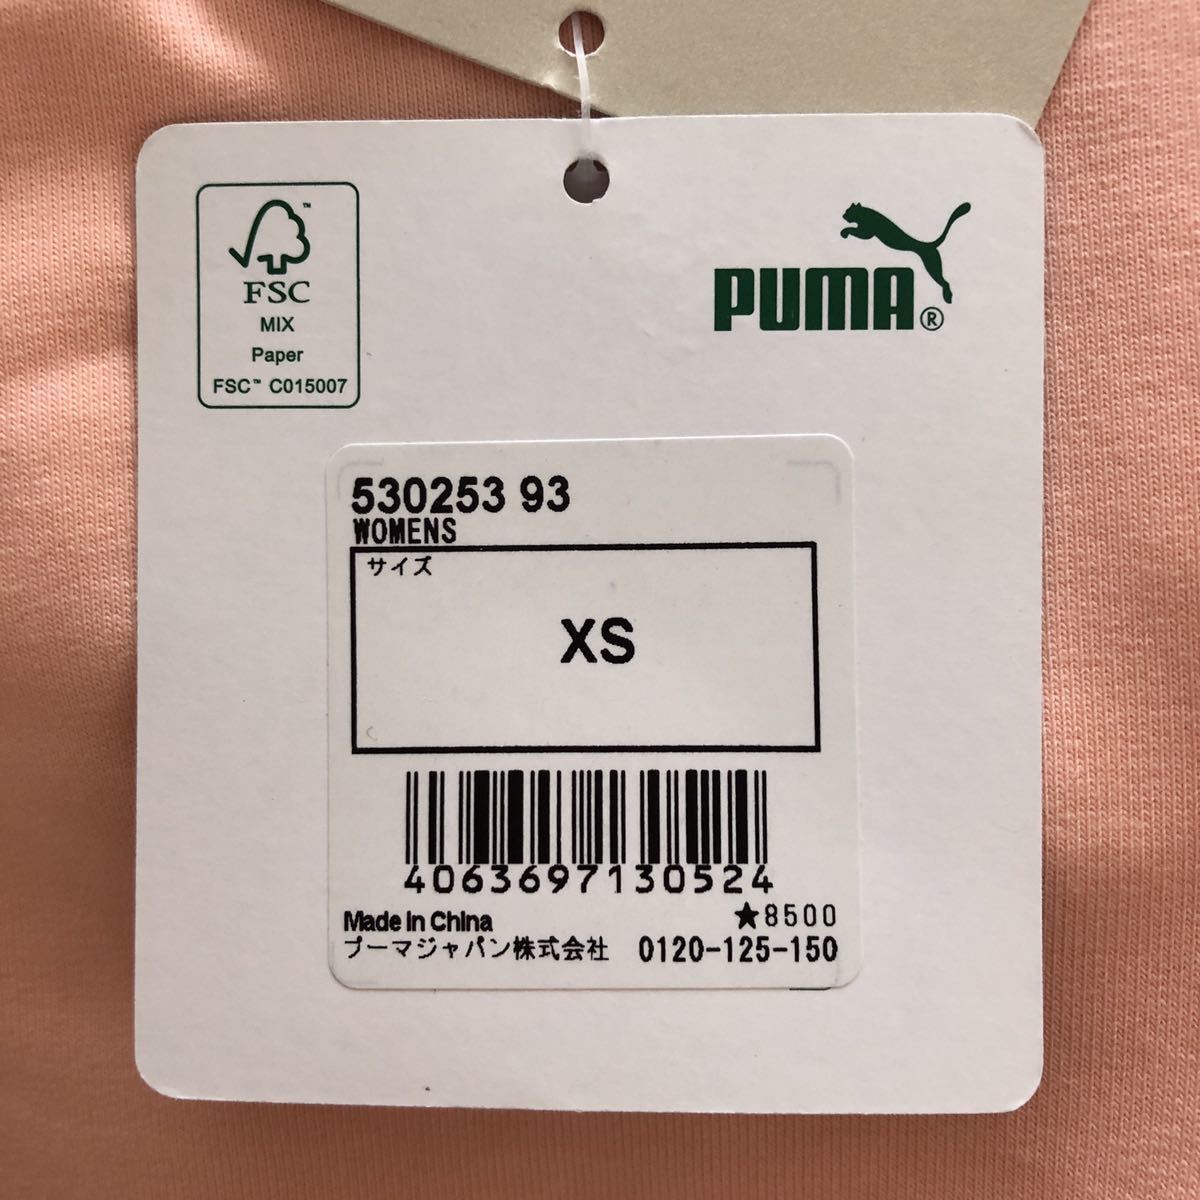 FSC™
MIX
Paper
FSC™ C015007
PUMA®
530253 93
WOMENS
サイズ
XS
4063697130524
Made in China
★8500
プーマジャパン株式会社 0120-125-150